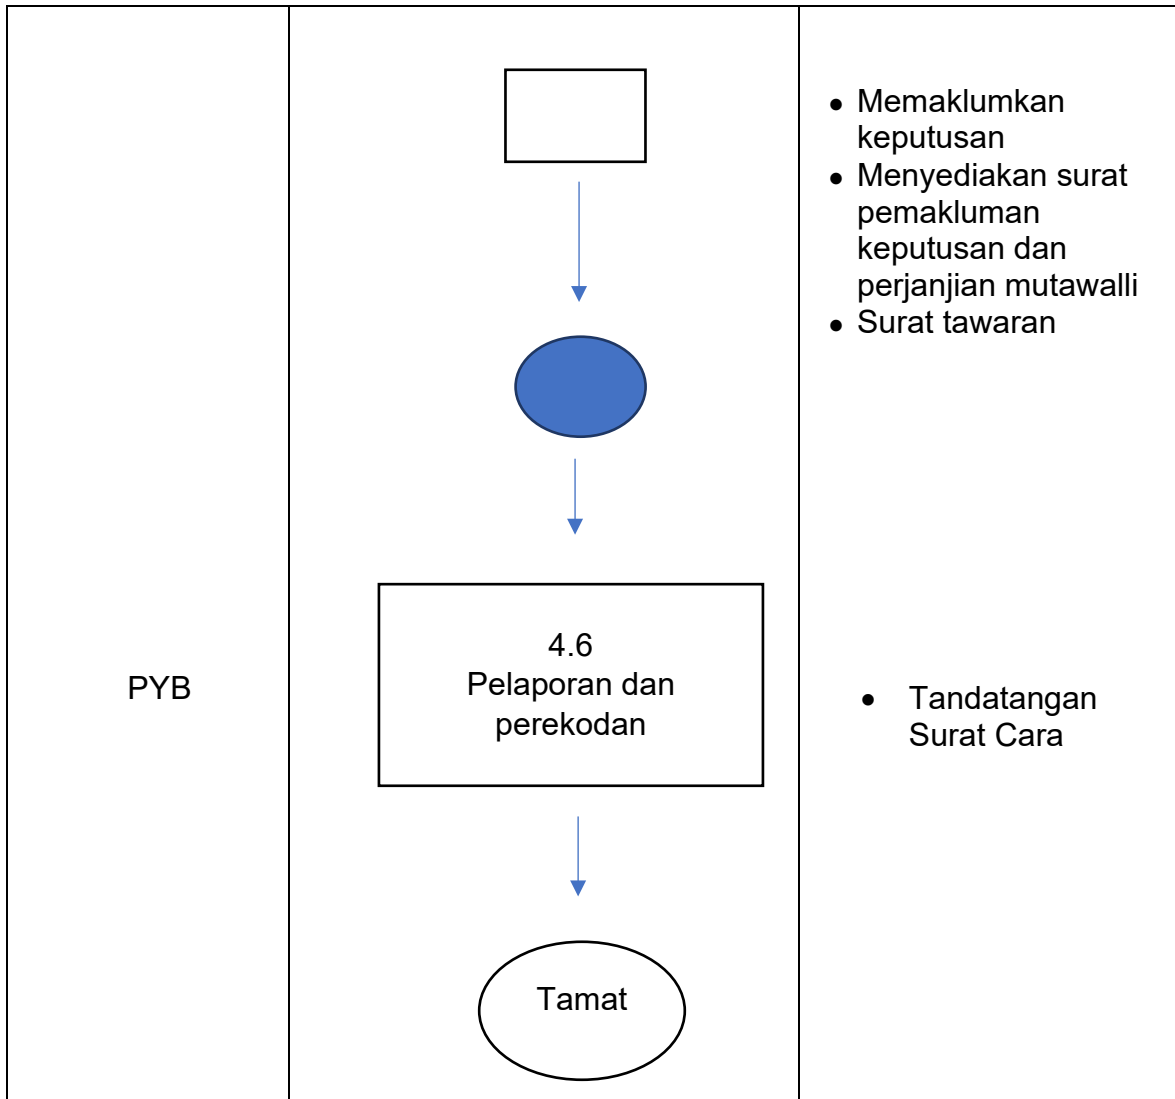 • Memaklumkan
keputusan
• Menyediakan surat
pemakluman
keputusan dan
perjanjian mutawalli
• Surat tawaran
PYB
4.6
Pelaporan dan
perekodan
• Tandatangan
Surat Cara
Tamat